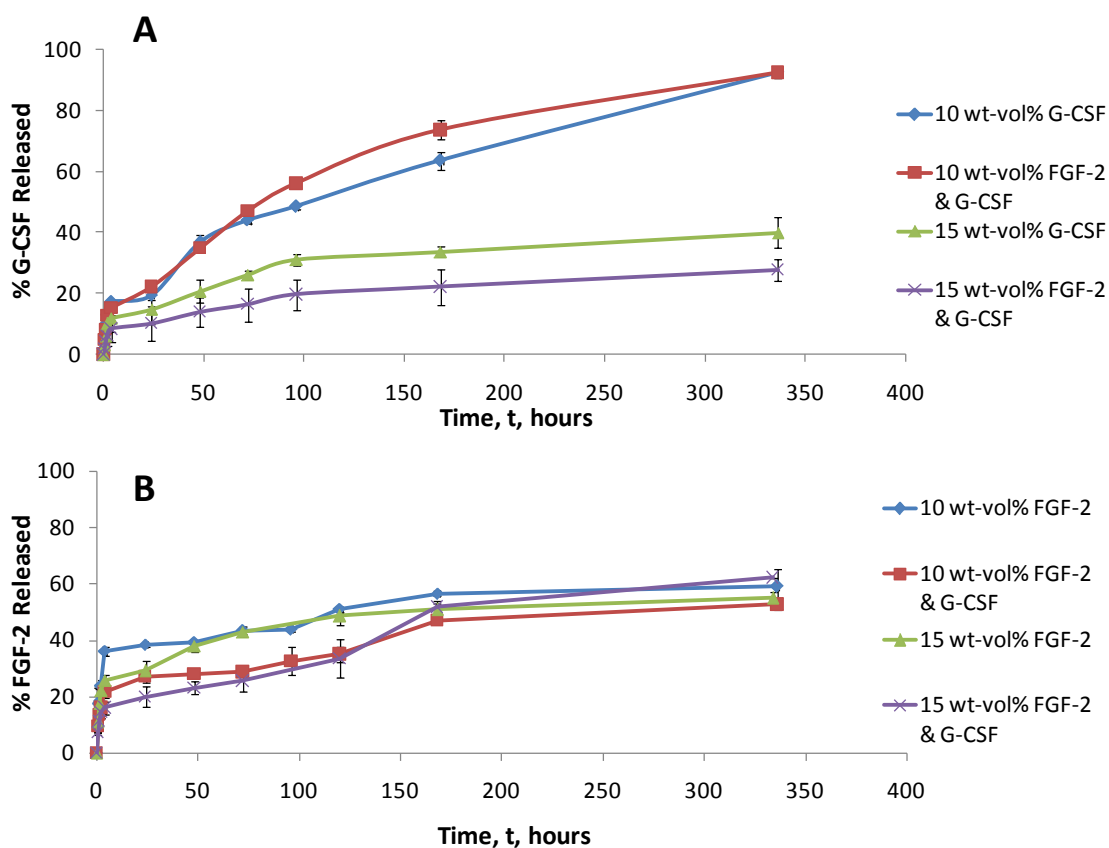 A
% G-CSF Released
100
80
60
40
20
0
0 50 100 150 200 250 300 350 400
Time, t, hours
10 wt-vol% G-CSF
10 wt-vol% FGF-2
& G-CSF
15 wt-vol% G-CSF
15 wt-vol% FGF-2
& G-CSF
B
% FGF-2 Released
100
80
60
40
20
0
0 50 100 150 200 250 300 350 400
Time, t, hours
10 wt-vol% FGF-2
10 wt-vol% FGF-2
& G-CSF
15 wt-vol% FGF-2
15 wt-vol% FGF-2
& G-CSF